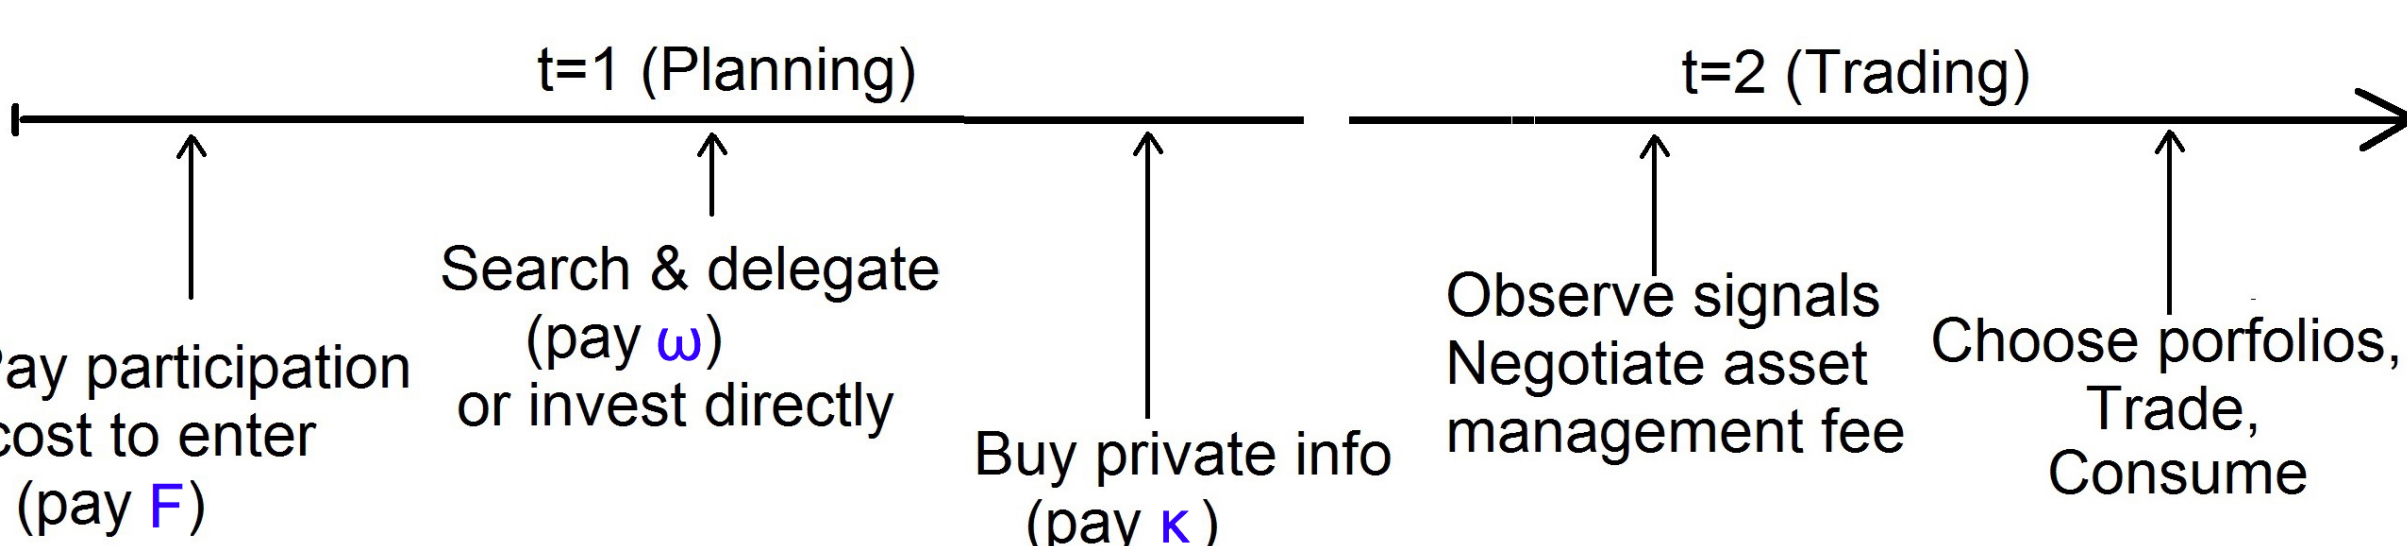 t=1 (Planning)
t=2 (Trading)
Pay participation
cost to enter
(pay F)
Search & delegate
(pay ω)
or invest directly
Buy private info
(pay κ )
Observe signals
Negotiate asset
management fee
Choose porfolios,
Trade,
Consume